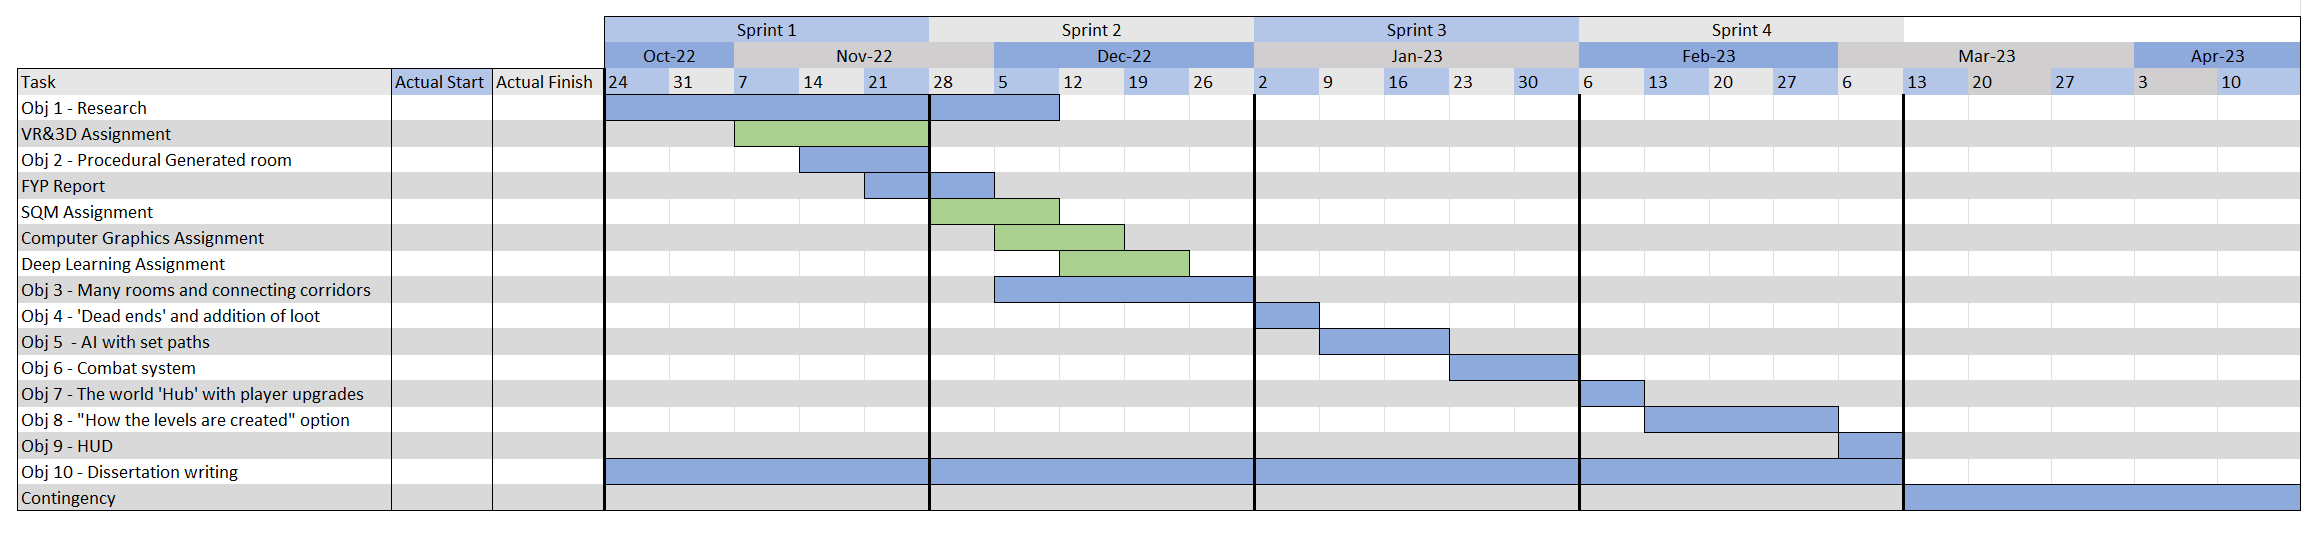 Sprint 1 Sprint 2 Sprint 3 Sprint 4
Oct-22 Nov-22 Dec-22 Jan-23 Feb-23 Mar-23 Apr-23
Task Actual Start Actual Finish 24 31 7 14 21 28 5 12 19 26 2 9 16 23 30 6 13 20 27 6 13 20 27 3 10
Obj 1 - Research
VR&3D Assignment
Obj 2 - Procedural Generated room
FYP Report
SQM Assignment
Computer Graphics Assignment
Deep Learning Assignment
Obj 3 - Many rooms and connecting corridors
Obj 4 - 'Dead ends' and addition of loot
Obj 5  - AI with set paths
Obj 6 - Combat system
Obj 7 - The world 'Hub' with player upgrades
Obj 8 - "How the levels are created" option
Obj 9 - HUD
Obj 10 - Dissertation writing
Contingency